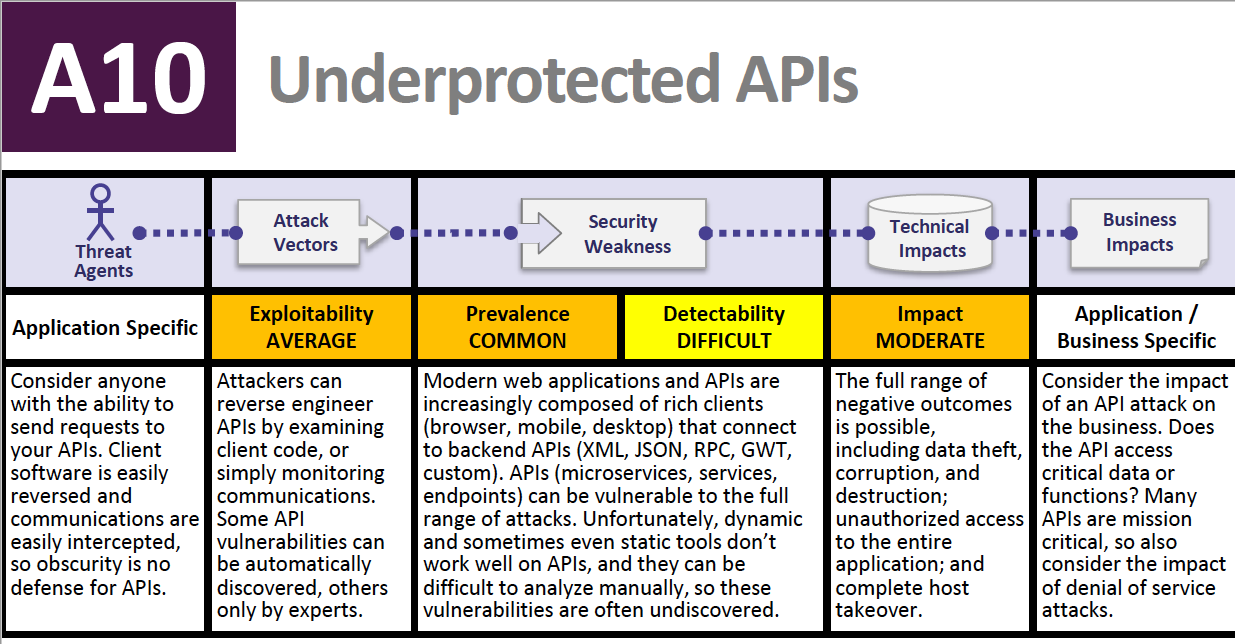 A10
Underprotected APIs
Threat
Agents
Attack
Vectors
Security
Weakness
Technical
Impacts
Business
Impacts
Application Specific
Exploitability
AVERAGE
Prevalence
COMMON
Detectability
DIFFICULT
Impact
MODERATE
Application /
Business Specific
Consider anyone
with the ability to
send requests to
your APIs. Client
software is easily
reversed and
communications are
easily intercepted,
so obscurity is no
defense for APIs.
Attackers can
reverse engineer
APIs by examining
client code, or
simply monitoring
communications.
Some API
vulnerabilities can
be automatically
discovered, others
only by experts.
Modern web applications and APIs are
increasingly composed of rich clients
(browser, mobile, desktop) that connect
to backend APIs (XML, JSON, RPC, GWT,
custom). APIs (microservices, services,
endpoints) can be vulnerable to the full
range of attacks. Unfortunately, dynamic
and sometimes even static tools don’t
work well on APIs, and they can be
difficult to analyze manually, so these
vulnerabilities are often undiscovered.
The full range of
negative outcomes
is possible,
including data theft,
corruption, and
destruction;
unauthorized access
to the entire
application; and
complete host
takeover.
Consider the impact
of an API attack on
the business. Does
the API access
critical data or
functions? Many
APIs are mission
critical, so also
consider the impact
of denial of service
attacks.